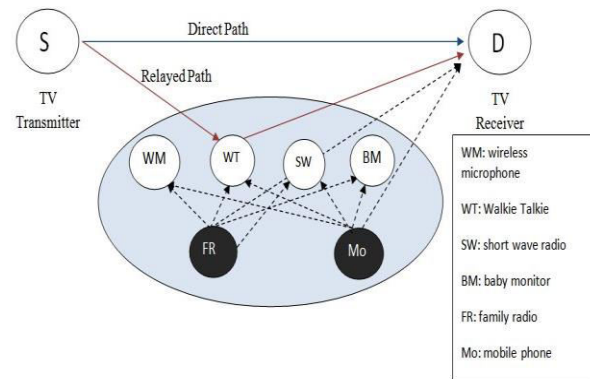 S
Direct Path
D
Relayed Path
TV
Transmitter
TV
Receiver
WM
WT
SW
BM
FR
Mo
WM: wireless
microphone
WT: Walkie Talkie
SW: short wave radio
BM: baby monitor
FR: family radio
Mo: mobile phone